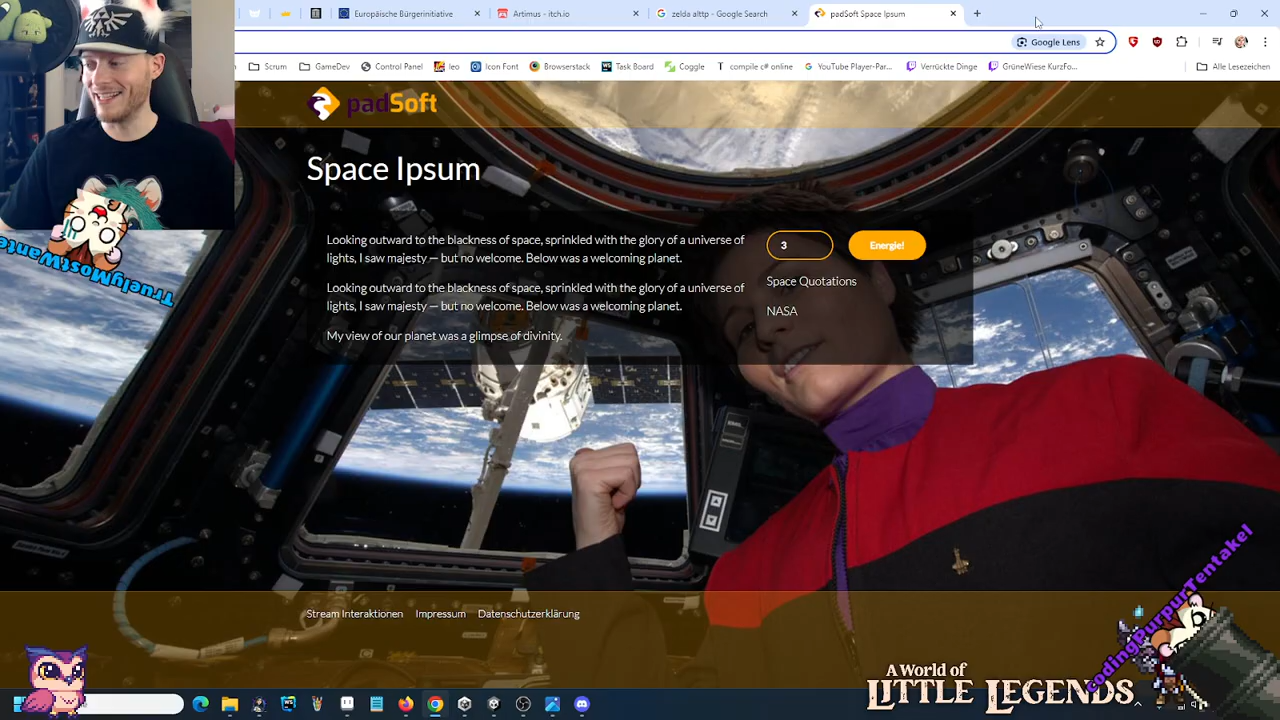 Europäische Bürgerinitiative
Artimus - itch.io
zelda alttp - Google Search
padSoft Space Ipsum
Google Lens
Scrum
GameDev
Control Panel
leo
Icon Font
Browserstack
Task Board
Coggle
compile c# online
YouTube Player-Par...
Verrückte Dinge
GrüneWiese KurzFo...
Alle Lesezeichen
padSoft
Space Ipsum
Looking outward to the blackness of space, sprinkled with the glory of a universe of
lights, I saw majesty — but no welcome. Below was a welcoming planet.
Looking outward to the blackness of space, sprinkled with the glory of a universe of
lights, I saw majesty — but no welcome. Below was a welcoming planet.
My view of our planet was a glimpse of divinity.
3
Energie!
Space Quotations
NASA
TruelyMostWante
Stream Interaktionen
Impressum
Datenschutzerklärung
codingPurpurTentakel
A World of
Little Legends